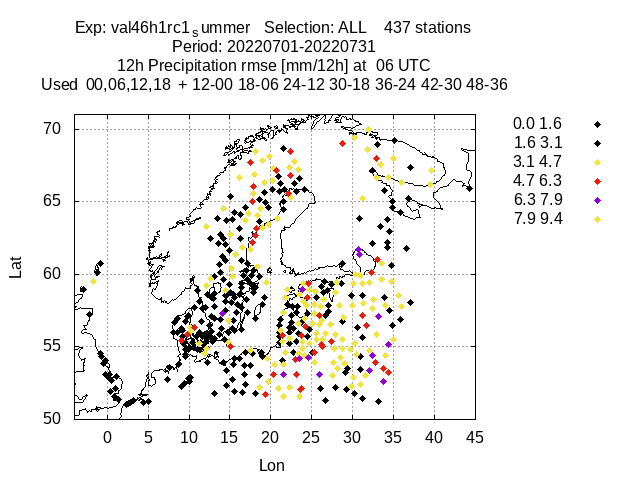 Exp: val46h1rc1summer Selection: ALL 437 stations
Period: 20220701-20220731
12h Precipitation rmse [mm/12h] at 06 UTC
Used 00,06,12,18 + 12-00 18-06 24-12 30-18 36-24 42-30 48-36
70
65
60
55
50
Lat
0 5 10 15 20 25 30 35 40 45
Lon
0.0 1.6
1.6 3.1
3.1 4.7
4.7 6.3
6.3 7.9
7.9 9.4